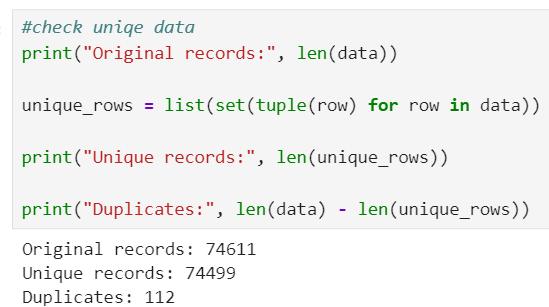 #check uniqe data
print("Original records:", len(data))
unique_rows = list(set(tuple(row) for row in data))
print("Unique records:", len(unique_rows))
print("Duplicates:", len(data) - len(unique_rows))
Original records: 74611
Unique records: 74499
Duplicates: 112